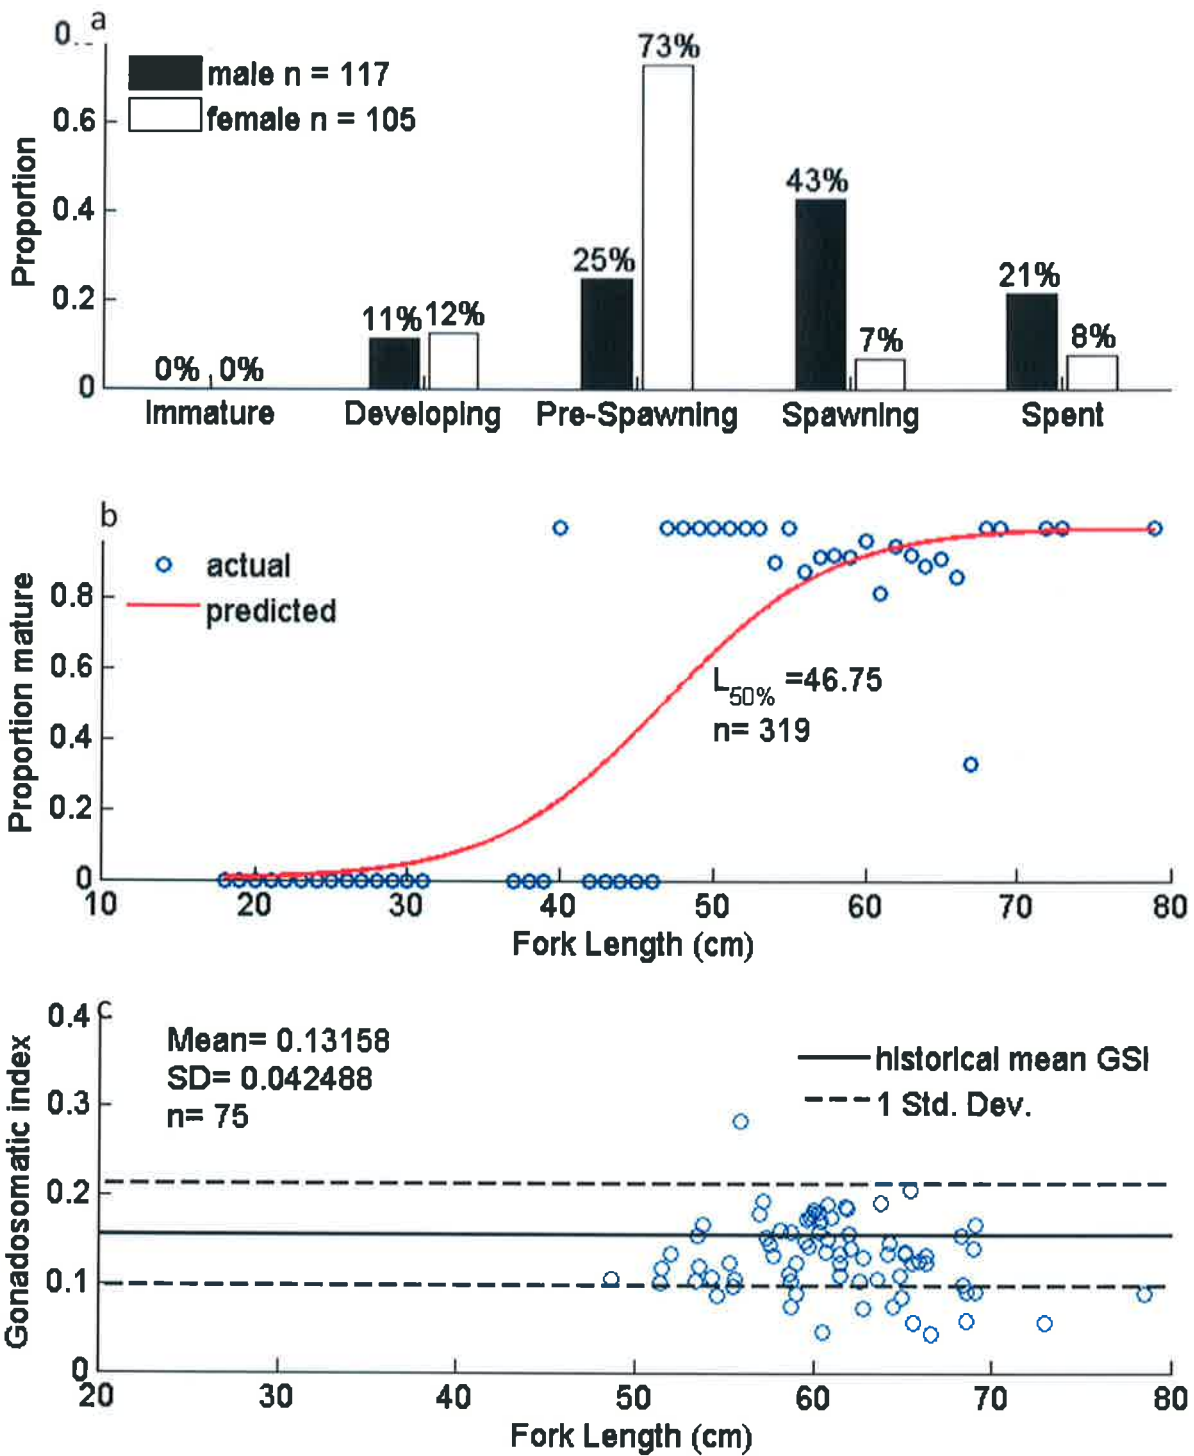 a
0.
73%
male n = 117
female n = 105
0.6
43%
0.4
25%
21%
0.2
11% 12%
7%
8%
0% 0%
0
Immature Developing Pre-Spawning Spawning Spent
Proportion
b
actual
predicted
0.8
0.6
L50% =46.75
n= 319
0.4
0.2
0
10 20 30 40 50 60 70 80
Proportion mature
Fork Length (cm)
0.4 c
Mean= 0.13158
SD= 0.042488
n= 75
historical mean GSI
1 Std. Dev.
0.3
0.2
0.1
0
20 30 40 50 60 70 80
Gonadosomatic index
Fork Length (cm)